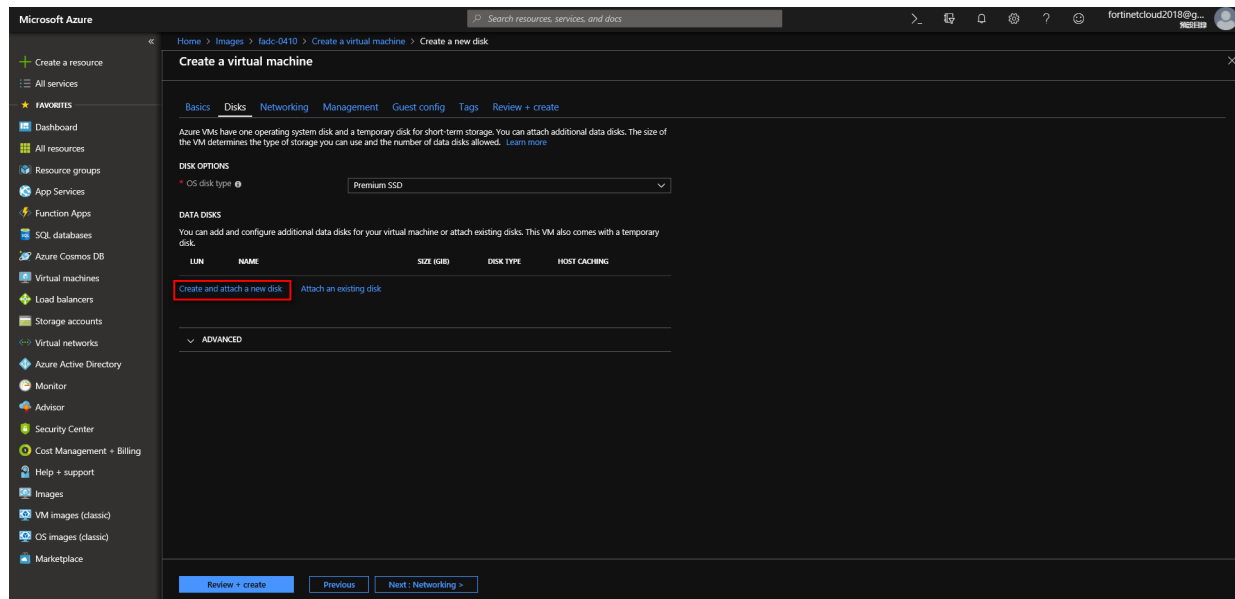 Microsoft Azure
Search resources, services, and docs
fortinetcloud2018@g...
Home > Images > fadc-0410 > Create a virtual machine > Create a new disk
Create a virtual machine
Create a resource
All services
FAVORITES
Dashboard
All resources
Resource groups
App Services
Function Apps
SQL databases
Azure Cosmos DB
Virtual machines
Load balancers
Storage accounts
Virtual networks
Azure Active Directory
Monitor
Advisor
Security Center
Cost Management + Billing
Help + support
Images
VM images (classic)
OS images (classic)
Marketplace
Basics Disks Networking Management Guest config Tags Review + create
Azure VMs have one operating system disk and a temporary disk for short-term storage. You can attach additional data disks. The size of
the VM determines the type of storage you can use and the number of data disks allowed. Learn more
DISK OPTIONS
* OS disk type Premium SSD
DATA DISKS
You can add and configure additional data disks for your virtual machine or attach existing disks. This VM also comes with a temporary
disk.
LUN NAME SIZE (GIB) DISK TYPE HOST CACHING
Create and attach a new disk Attach an existing disk
ADVANCED
Review + create Previous Next : Networking >